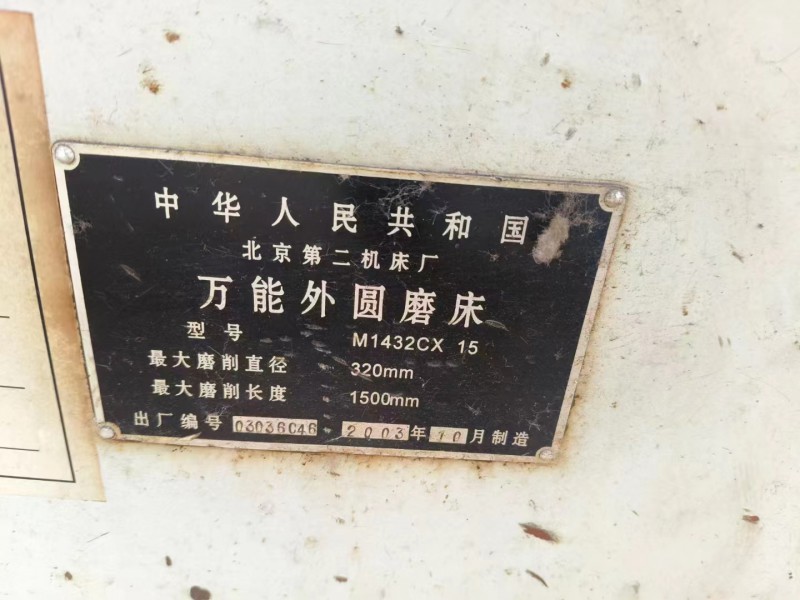 中华人民共和国
北京第二机床厂
万能外圆磨床
型号 M1432CX 15
最大磨削直径 320mm
最大磨削长度 1500mm
出厂编号 03036C46 2003年10月制造